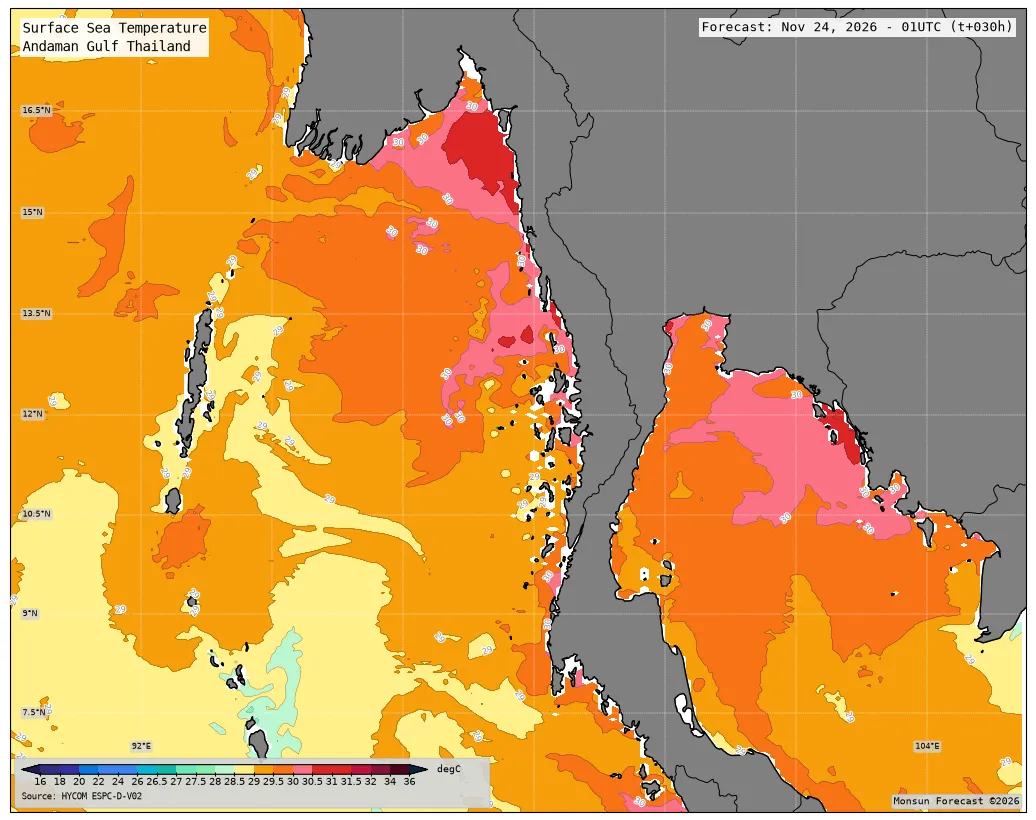 Surface Sea Temperature
Andaman Gulf Thailand
Forecast: Nov 24, 2026 - 01UTC (t+030h)
16.5°N
15°N
13.5°N
12°N
10.5°N
9°N
7.5°N
92°E
104°E
degC
16 18 20 22 24 26 26.5 27 27.5 28 28.5 29 29.5 30 30.5 31 31.5 32 34 36
Source: HYCOM ESPC-D-V02
Monsun Forecast ©2026